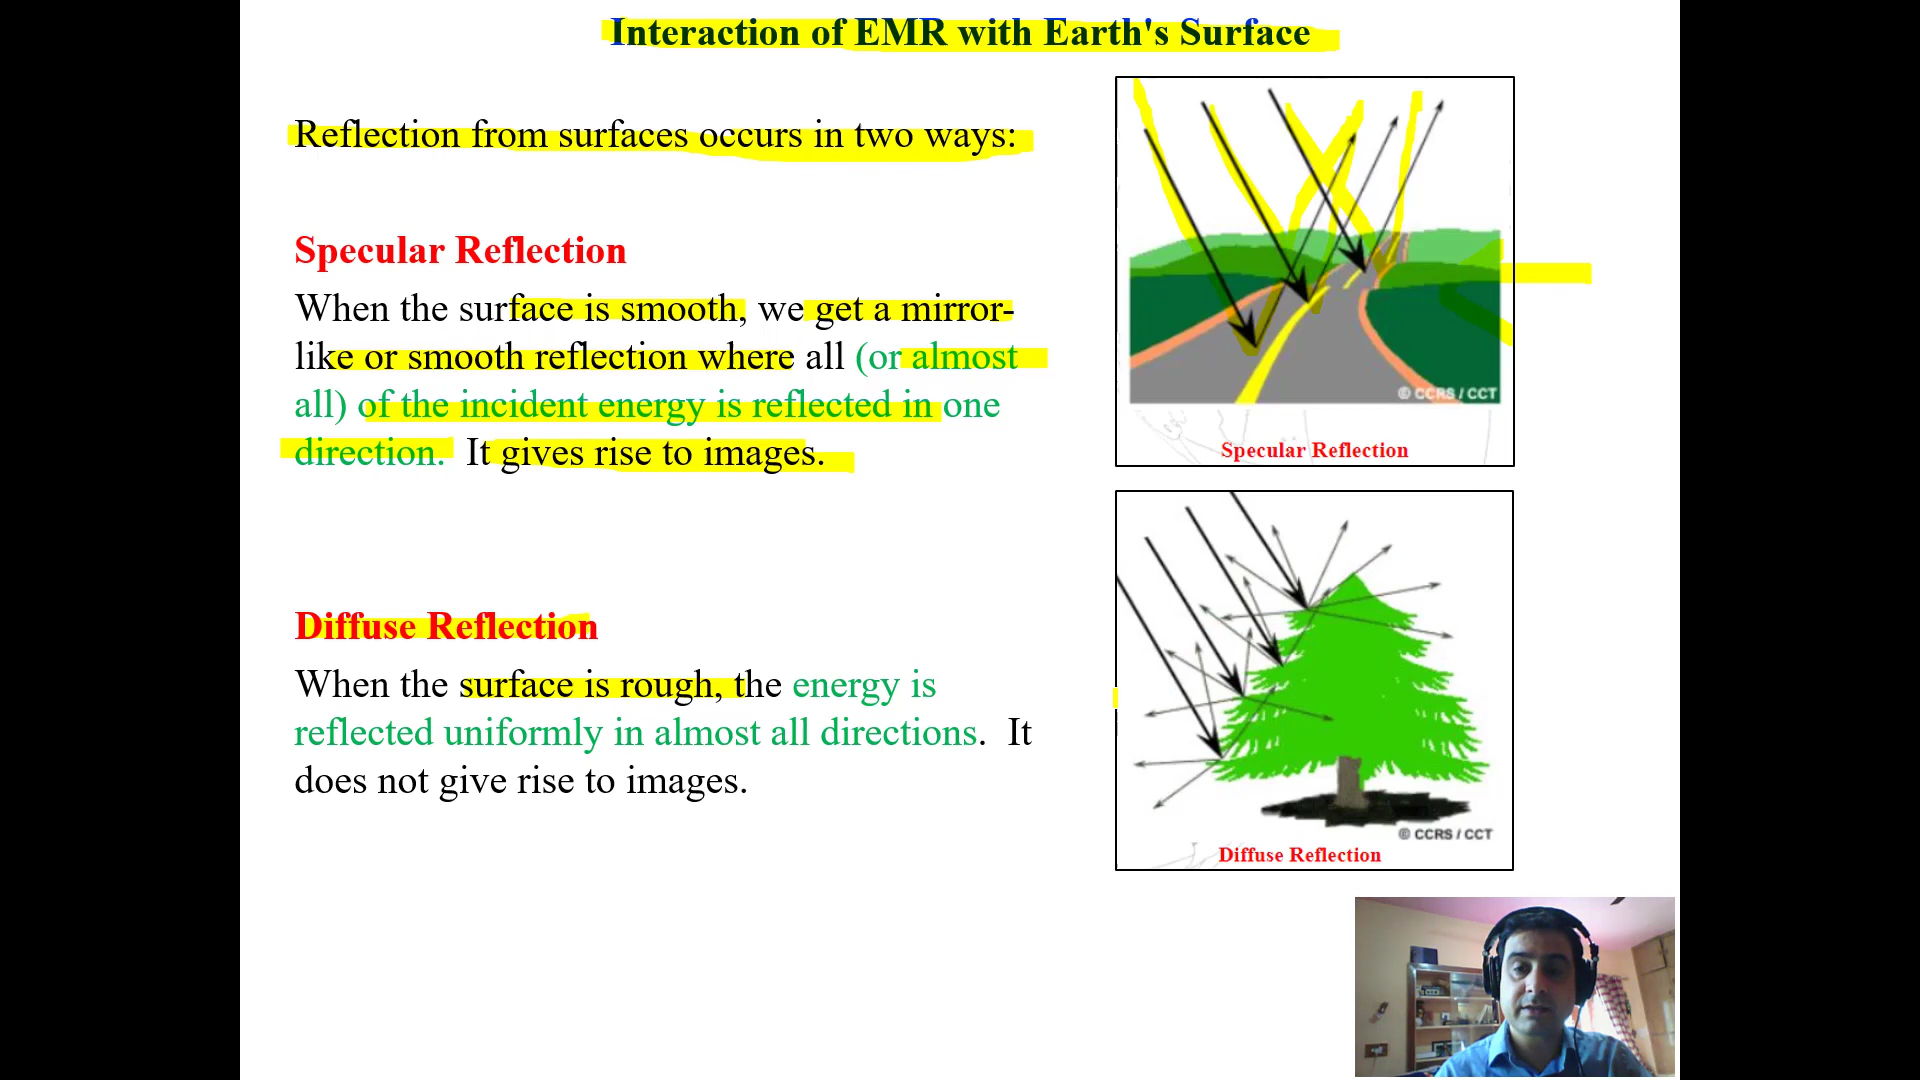 Interaction of EMR with Earth's Surface
Reflection from surfaces occurs in two ways:
Specular Reflection
When the surface is smooth, we get a mirror-
like or smooth reflection where all (or almost
all) of the incident energy is reflected in one
direction. It gives rise to images.
© CCRS / CCT
Specular Reflection
Diffuse Reflection
When the surface is rough, the energy is
reflected uniformly in almost all directions. It
does not give rise to images.
© CCRS / CCT
Diffuse Reflection